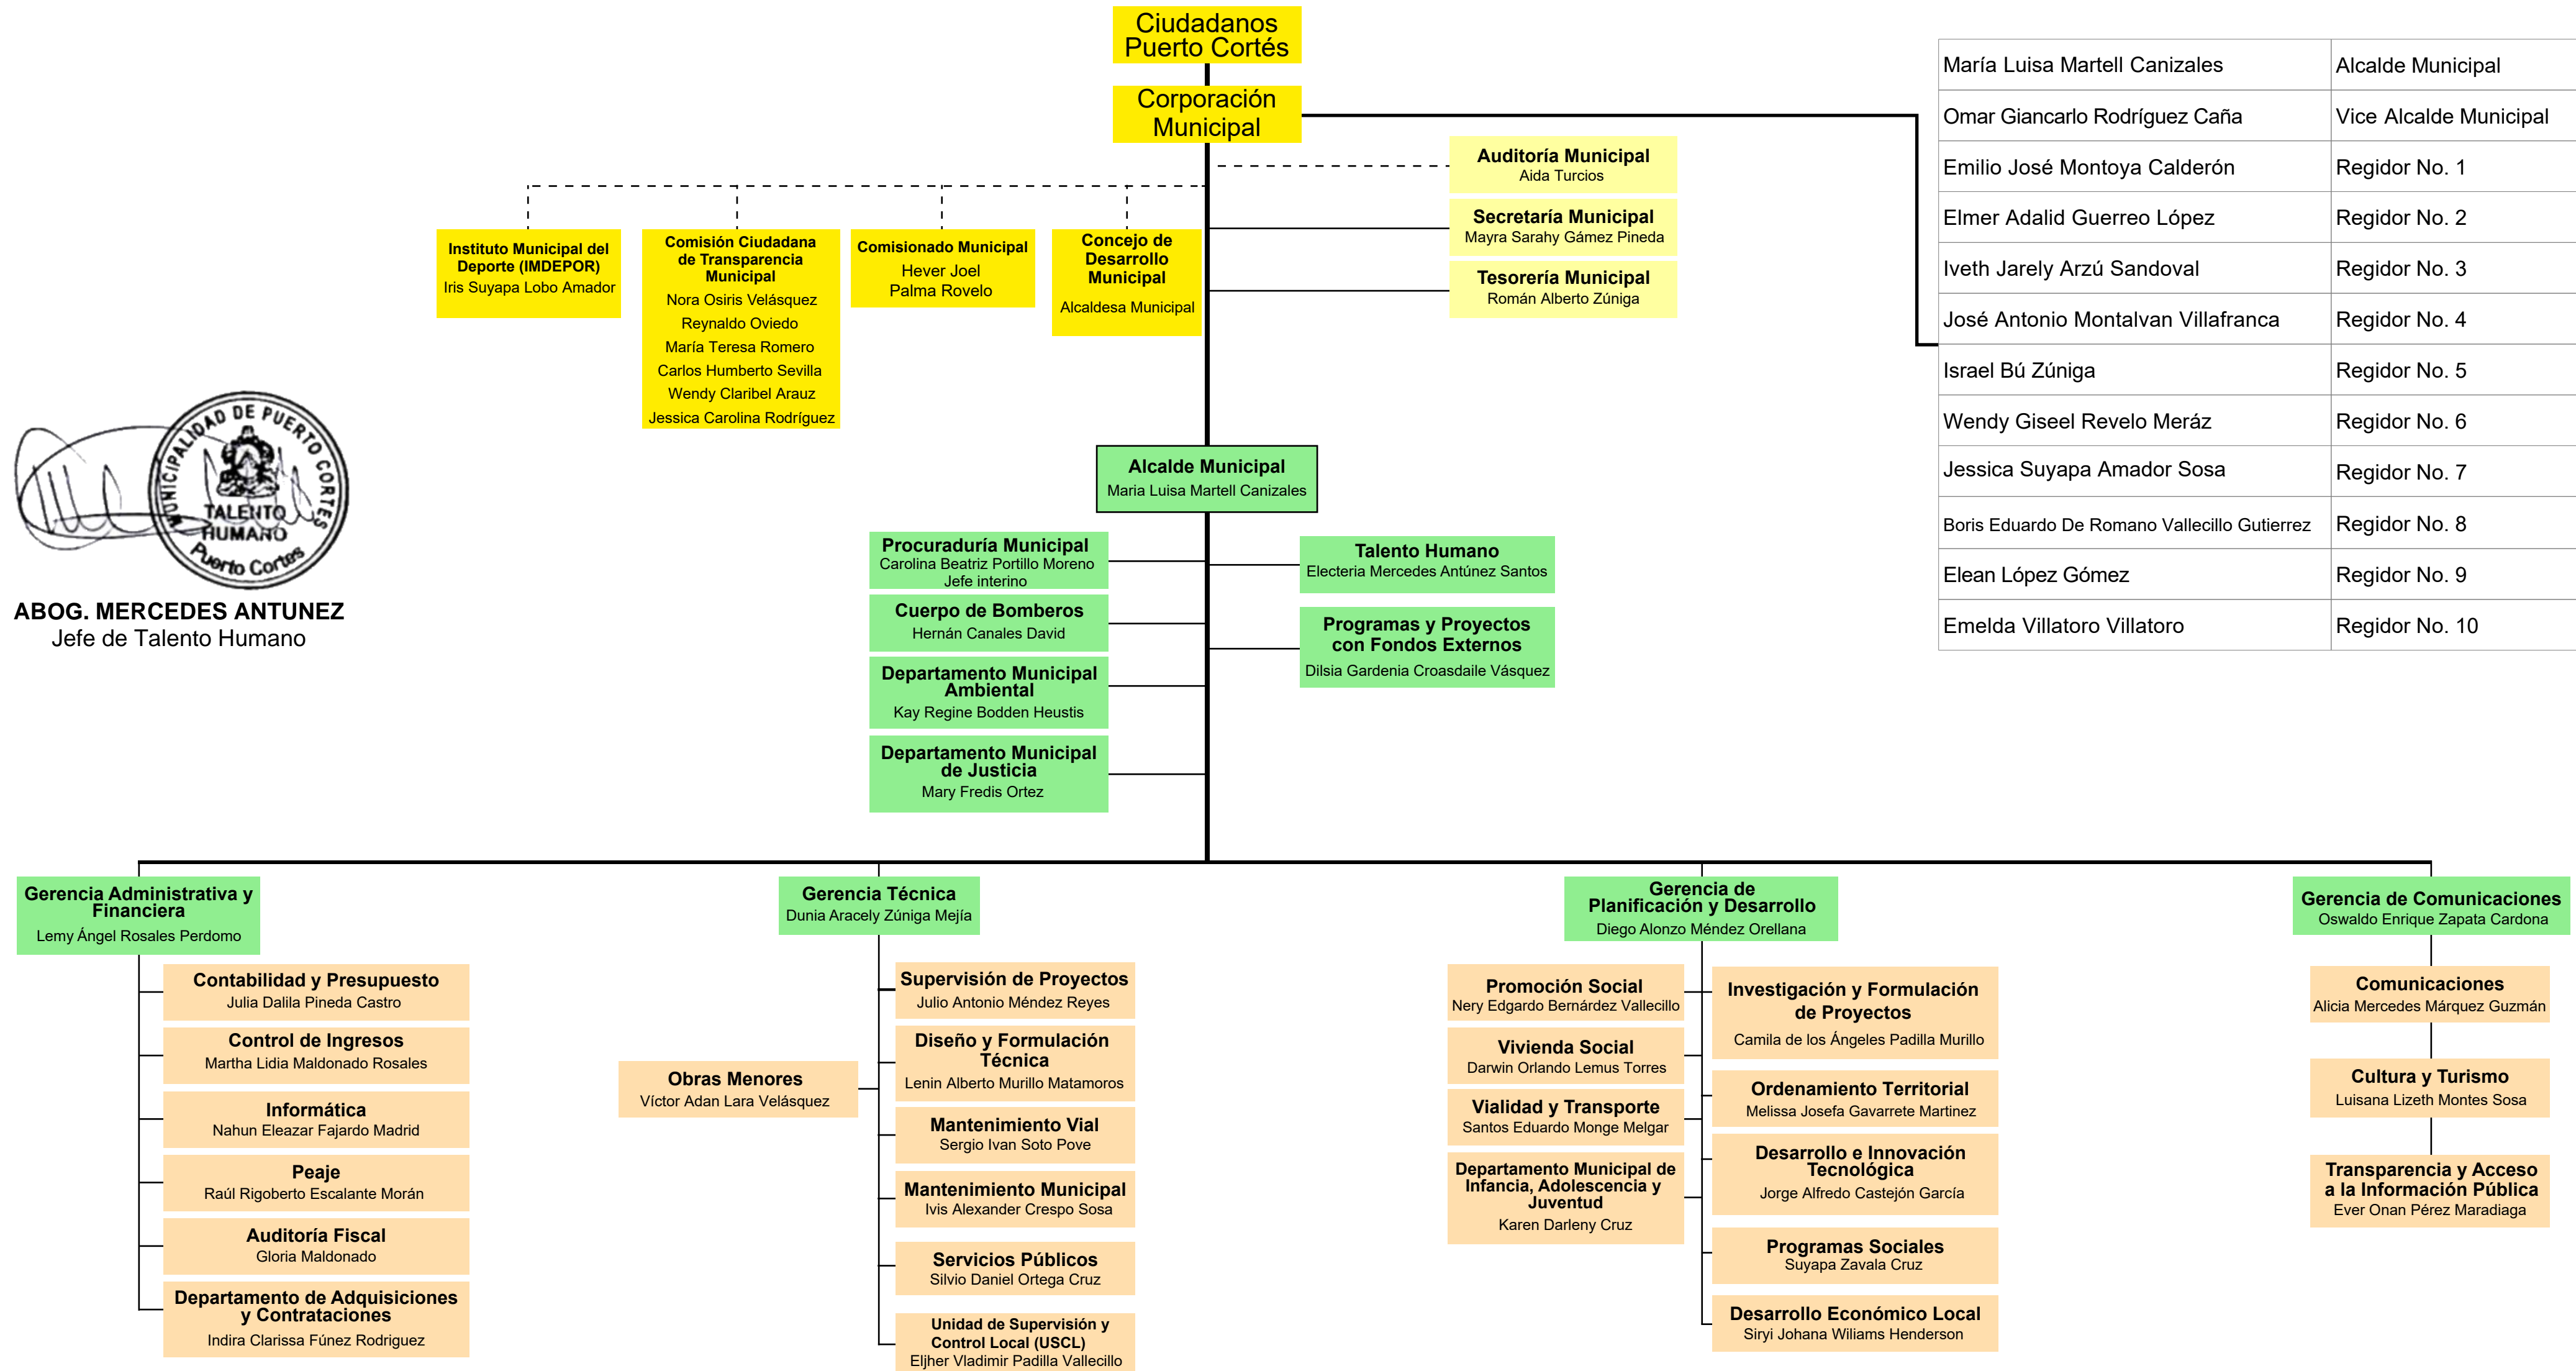 Ciudadanos
Puerto Cortés
Corporación
Municipal
María Luisa Martell Canizales Alcalde Municipal
Omar Giancarlo Rodríguez Caña Vice Alcalde Municipal
Emilio José Montoya Calderón Regidor No. 1
Elmer Adalid Guerreo López Regidor No. 2
Iveth Jarely Arzú Sandoval Regidor No. 3
José Antonio Montalvan Villafranca Regidor No. 4
Israel Bú Zúniga Regidor No. 5
Wendy Giseel Revelo Meráz Regidor No. 6
Jessica Suyapa Amador Sosa Regidor No. 7
Boris Eduardo De Romano Vallecillo Gutierrez Regidor No. 8
Elean López Gómez Regidor No. 9
Emelda Villatoro Villatoro Regidor No. 10
Auditoría Municipal
Aida Turcios
Secretaría Municipal
Mayra Sarahy Gámez Pineda
Tesorería Municipal
Román Alberto Zúniga
Instituto Municipal del
Deporte (IMDEPOR)
Iris Suyapa Lobo Amador
Comisión Ciudadana
de Transparencia
Municipal
Nora Osiris Velásquez
Reynaldo Oviedo
María Teresa Romero
Carlos Humberto Sevilla
Wendy Claribel Arauz
Jessica Carolina Rodríguez
Comisionado Municipal
Hever Joel
Palma Rovelo
Concejo de
Desarrollo
Municipal
Alcaldesa Municipal
MUNICIPALIDAD DE PUERTO CORTES
TALENTO
HUMANO
Puerto Cortes
ABOG. MERCEDES ANTUNEZ
Jefe de Talento Humano
Alcalde Municipal
Maria Luisa Martell Canizales
Procuraduría Municipal
Carolina Beatriz Portillo Moreno
Jefe interino
Cuerpo de Bomberos
Hernán Canales David
Departamento Municipal
Ambiental
Kay Regine Bodden Heustis
Departamento Municipal
de Justicia
Mary Fredis Ortez
Talento Humano
Electeria Mercedes Antúnez Santos
Programas y Proyectos
con Fondos Externos
Dilsia Gardenia Croasdaile Vásquez
Gerencia Administrativa y
Financiera
Lemy Ángel Rosales Perdomo
Contabilidad y Presupuesto
Julia Dalila Pineda Castro
Control de Ingresos
Martha Lidia Maldonado Rosales
Informática
Nahun Eleazar Fajardo Madrid
Peaje
Raúl Rigoberto Escalante Morán
Auditoría Fiscal
Gloria Maldonado
Departamento de Adquisiciones
y Contrataciones
Indira Clarissa Fúnez Rodriguez
Gerencia Técnica
Dunia Aracely Zúniga Mejía
Obras Menores
Víctor Adan Lara Velásquez
Supervisión de Proyectos
Julio Antonio Méndez Reyes
Diseño y Formulación
Técnica
Lenin Alberto Murillo Matamoros
Mantenimiento Vial
Sergio Ivan Soto Pove
Mantenimiento Municipal
Ivis Alexander Crespo Sosa
Servicios Públicos
Silvio Daniel Ortega Cruz
Unidad de Supervisión y
Control Local (USCL)
Eljher Vladimir Padilla Vallecillo
Gerencia de
Planificación y Desarrollo
Diego Alonzo Méndez Orellana
Promoción Social
Nery Edgardo Bernárdez Vallecillo
Vivienda Social
Darwin Orlando Lemus Torres
Vialidad y Transporte
Santos Eduardo Monge Melgar
Departamento Municipal de
Infancia, Adolescencia y
Juventud
Karen Darleny Cruz
Investigación y Formulación
de Proyectos
Camila de los Ángeles Padilla Murillo
Ordenamiento Territorial
Melissa Josefa Gavarrete Martinez
Desarrollo e Innovación
Tecnológica
Jorge Alfredo Castejón García
Programas Sociales
Suyapa Zavala Cruz
Desarrollo Económico Local
Siryi Johana Wiliams Henderson
Gerencia de Comunicaciones
Oswaldo Enrique Zapata Cardona
Comunicaciones
Alicia Mercedes Márquez Guzmán
Cultura y Turismo
Luisana Lizeth Montes Sosa
Transparencia y Acceso
a la Información Pública
Ever Onan Pérez Maradiaga